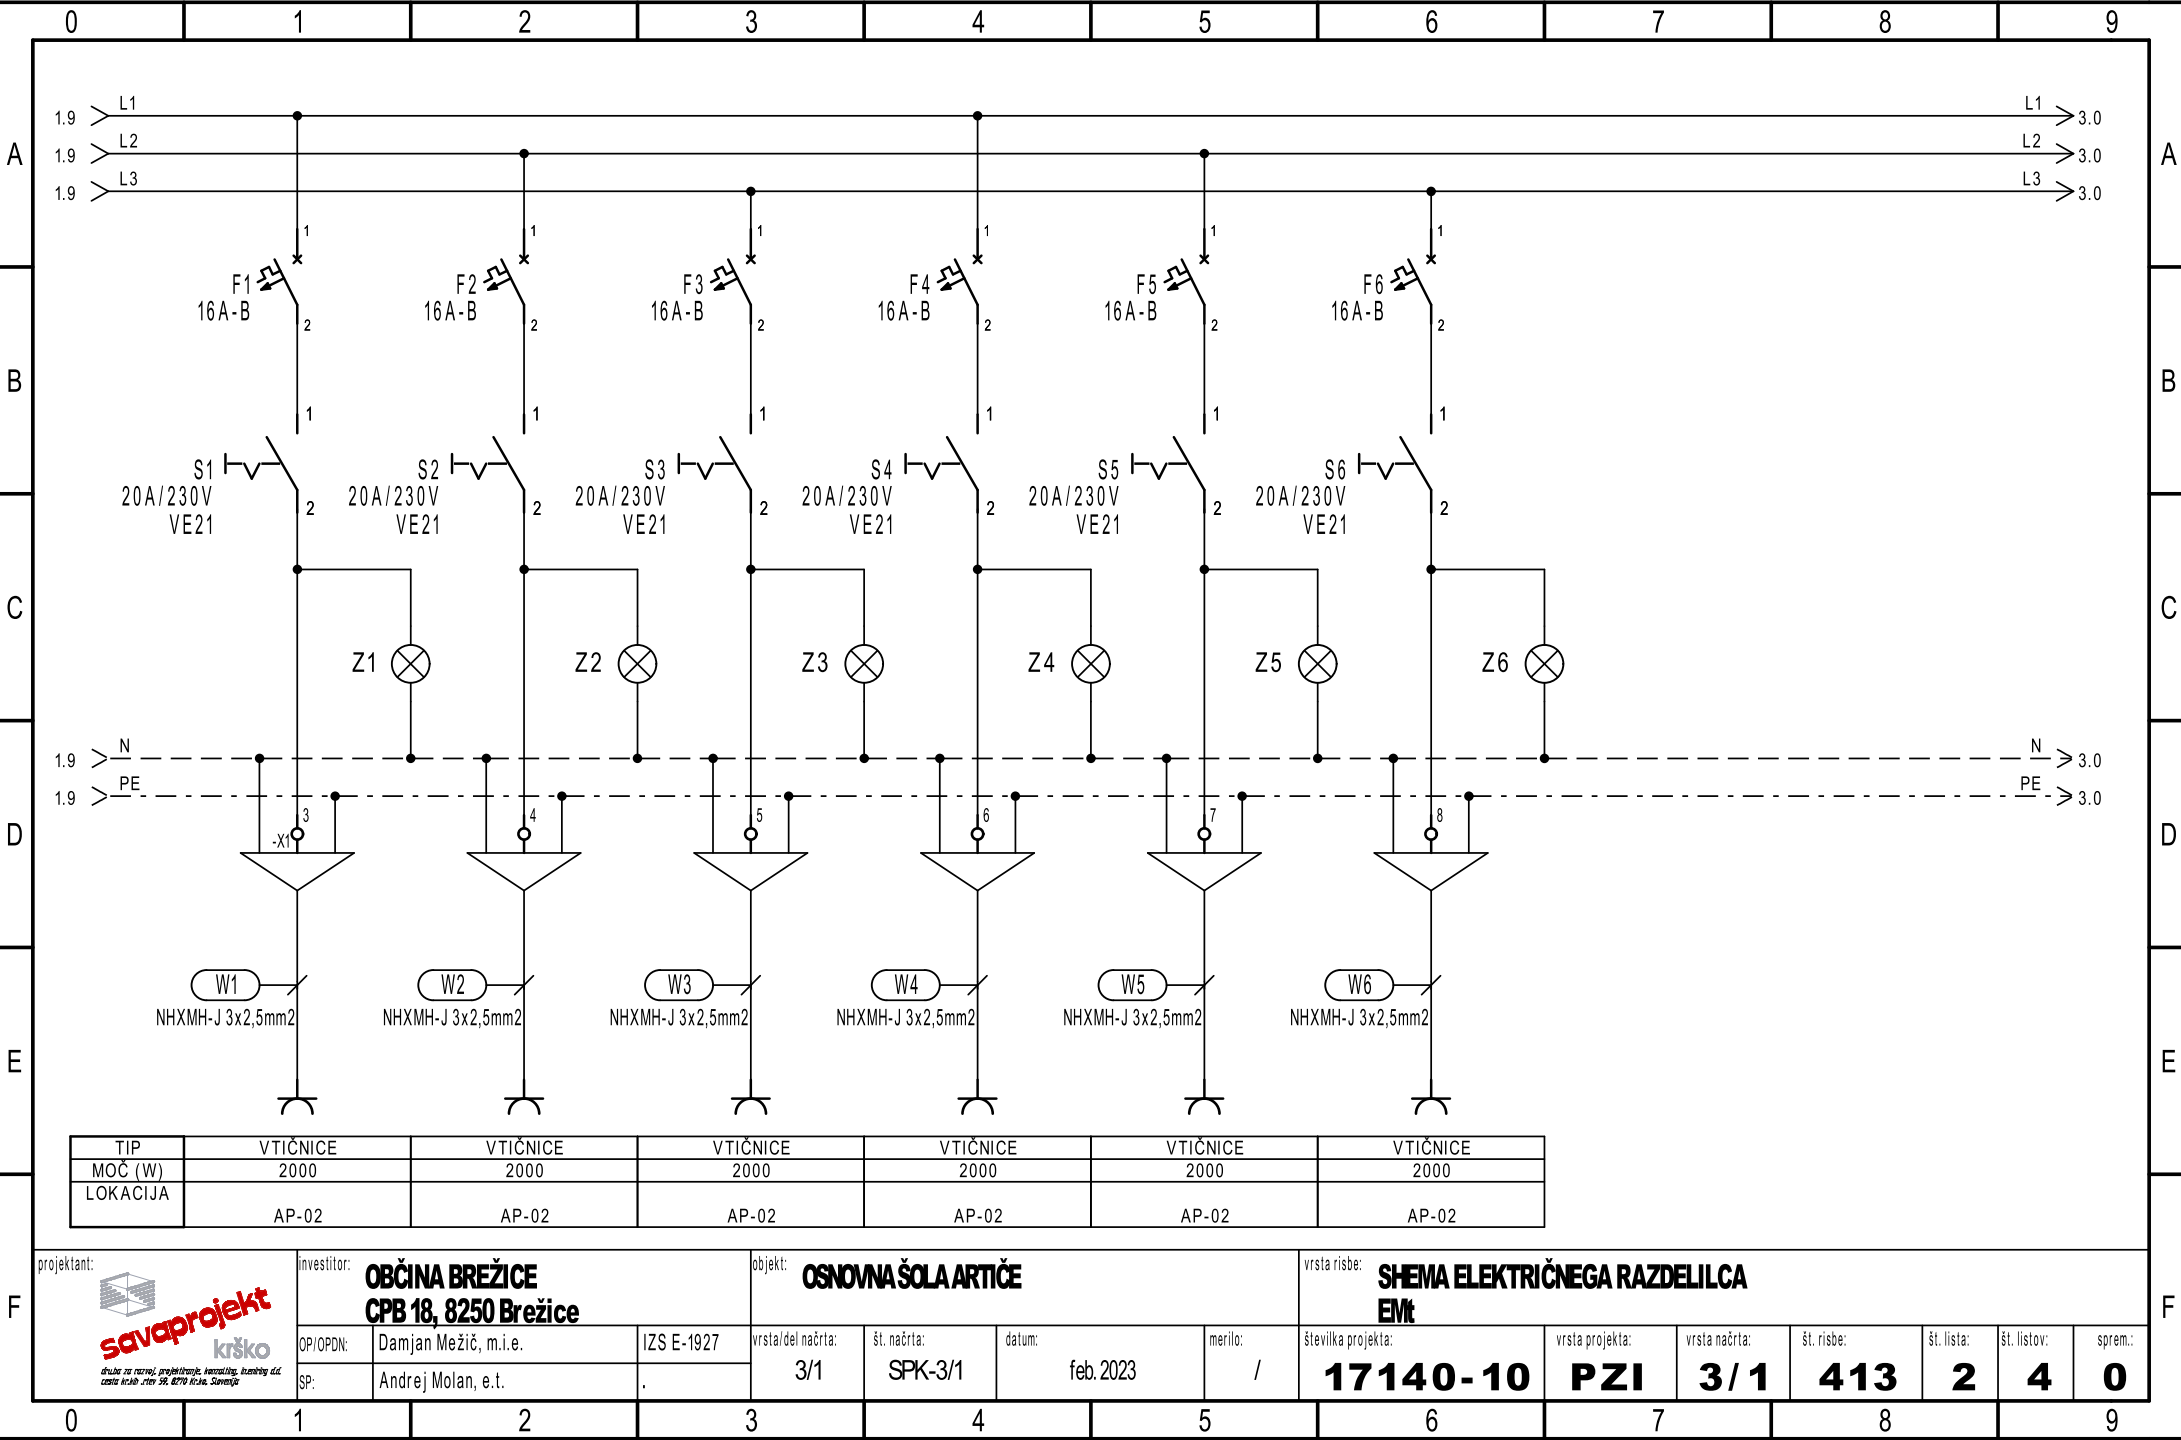 0 1 2 3 4 5 6 7 8 9
L1 L1
1.9 3.0
L2 L2
A 1.9 3.0 A
L3 L3
1.9 3.0
1 1 1 1 1 1
F1 F2 F3 F4 F5 F6
16A-B 16A-B 16A-B 16A-B 16A-B 16A-B
2 2 2 2 2 2
B B
1 1 1 1 1 1
S1 S2 S3 S4 S5 S6
20A/230V 20A/230V 20A/230V 20A/230V 20A/230V 20A/230V
2 2 2 2 2 2
VE21 VE21 VE21 VE21 VE21 VE21
C C
Z1 Z2 Z3 Z4 Z5 Z6
N N
1.9 3.0
PE PE
1.9 3.0
3 4 5 6 7 8
D -X1 D
W1 W2 W3 W4 W5 W6
NHXMH-J 3x2,5mm2 NHXMH-J 3x2,5mm2 NHXMH-J 3x2,5mm2 NHXMH-J 3x2,5mm2 NHXMH-J 3x2,5mm2 NHXMH-J 3x2,5mm2
E E
TIP VTIČNICE VTIČNICE VTIČNICE VTIČNICE VTIČNICE VTIČNICE
MOČ (W) 2000 2000 2000 2000 2000 2000
LOKACIJA
AP-02 AP-02 AP-02 AP-02 AP-02 AP-02
projektant: investitor: OBČINA BREŽICE objekt: OSNOVNA ŠOLA ARTIČE vrsta risbe: SHEMA ELEKTRIČNEGA RAZDELILCA
F CPB 18, 8250 Brežice EMt F
savaprojekt
krško
OP/OPDN: Damjan Mežič, m.i.e. IZS E-1927 vrsta/del načrta: št. načrta: datum: merilo: številka projekta: vrsta projekta: vrsta načrta: št. risbe: št. lista: št. listov: sprem.:
3/1 SPK-3/1 feb. 2023 / 17140-10 PZI 3/1 413 2 4 0
SP: Andrej Molan, e.t. .
0 1 2 3 4 5 6 7 8 9